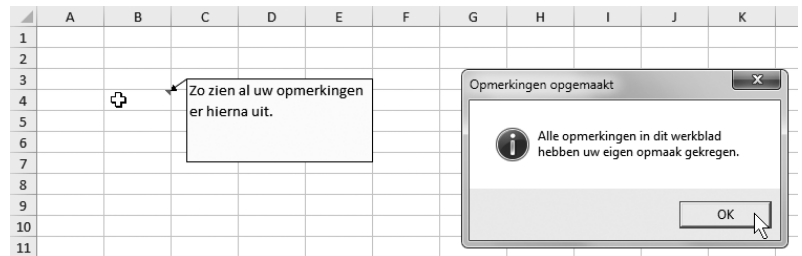 A B C D E F G H I J K
1
2
3
4
5
6
7
8
9
10
11
Zo zien al uw opmerkingen
er hierna uit.
Opmerkingen opgemaakt
Alle opmerkingen in dit werkblad
hebben uw eigen opmaak gekregen.
OK